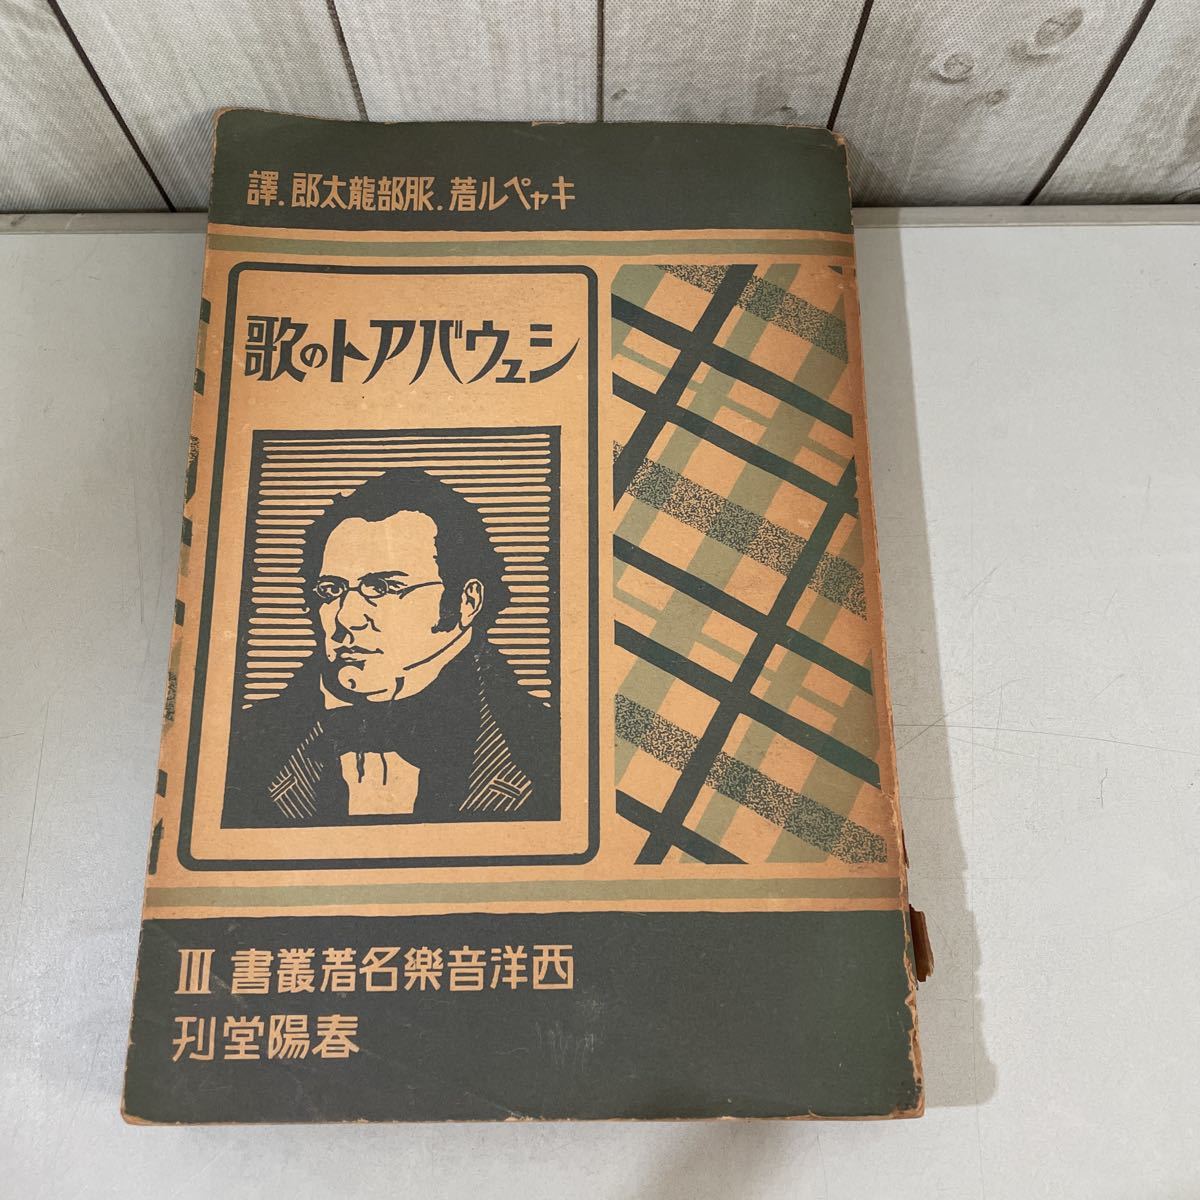 キャペル著.服部龍太郎.譯
シュウバアトの歌
西洋音樂名著叢書 III
春陽堂刊